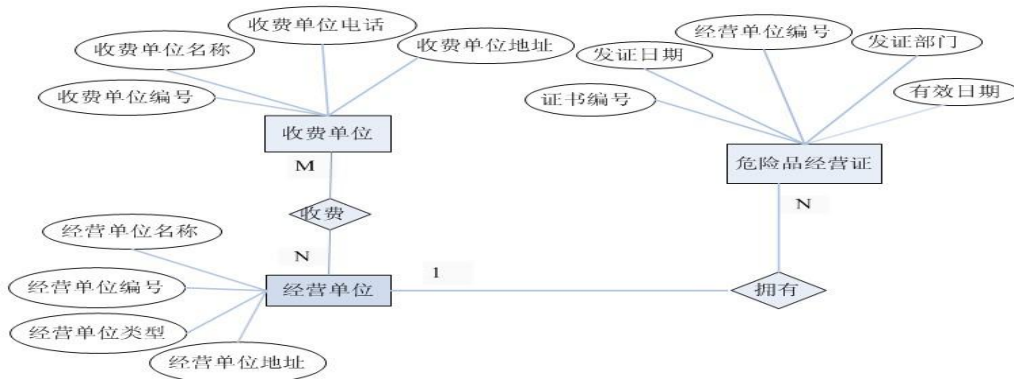 收费单位电话
收费单位名称
收费单位地址
收费单位编号
收费单位
M
收费
N
经营单位编号
发证日期
发证部门
证书编号
有效日期
危险品经营证
N
拥有
1
经营单位名称
经营单位编号
经营单位
经营单位类型
经营单位地址